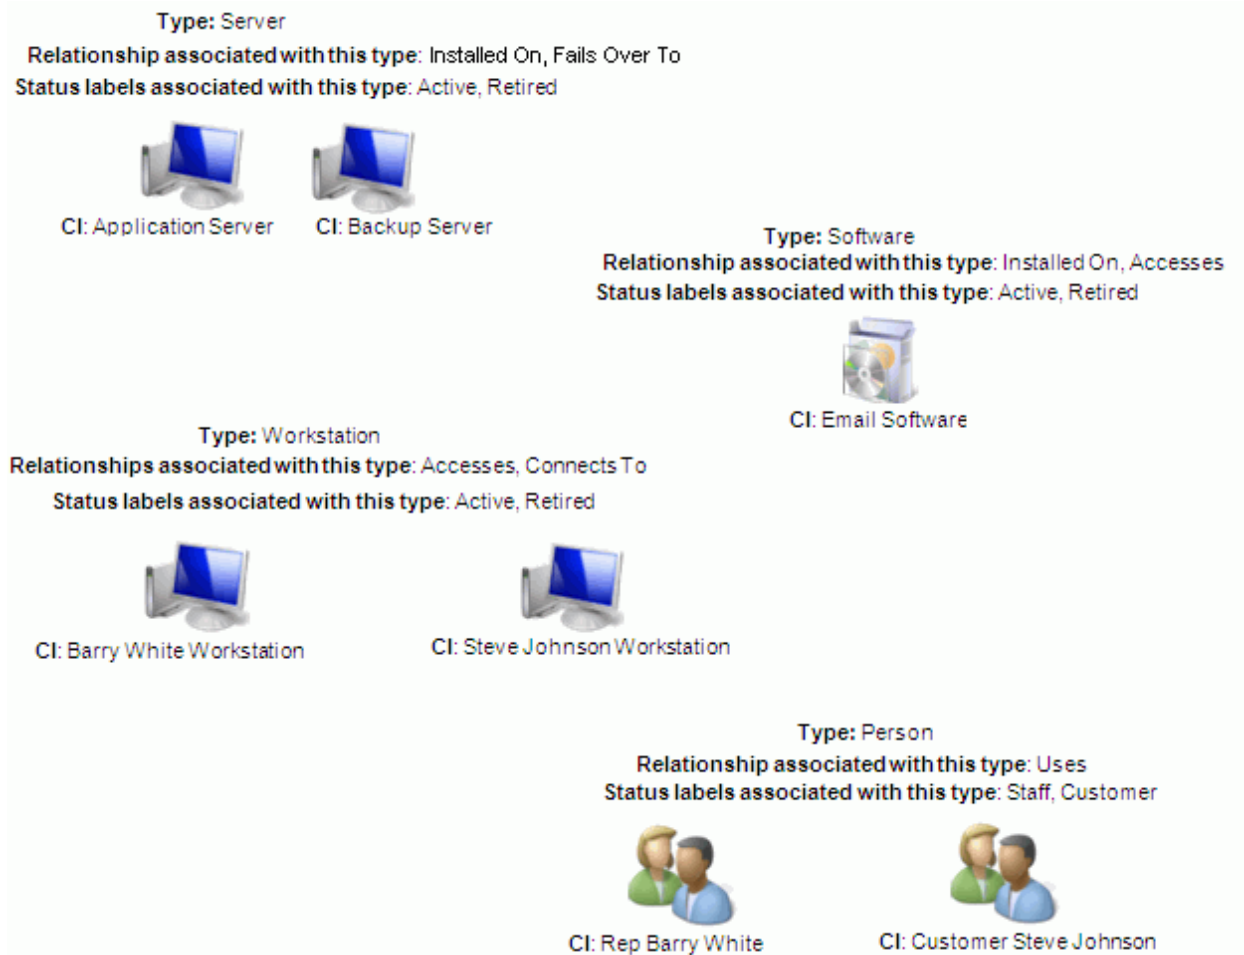 Type: Server
Relationship associated with this type: Installed On, Fails Over To
Status labels associated with this type: Active, Retired
CI: Application Server
CI: Backup Server
Type: Software
Relationship associated with this type: Installed On, Accesses
Status labels associated with this type: Active, Retired
CI: Email Software
Type: Workstation
Relationships associated with this type: Accesses, Connects To
Status labels associated with this type: Active, Retired
CI: Barry White Workstation
CI: Steve Johnson Workstation
Type: Person
Relationship associated with this type: Uses
Status labels associated with this type: Staff, Customer
CI: Rep Barry White
CI: Customer Steve Johnson